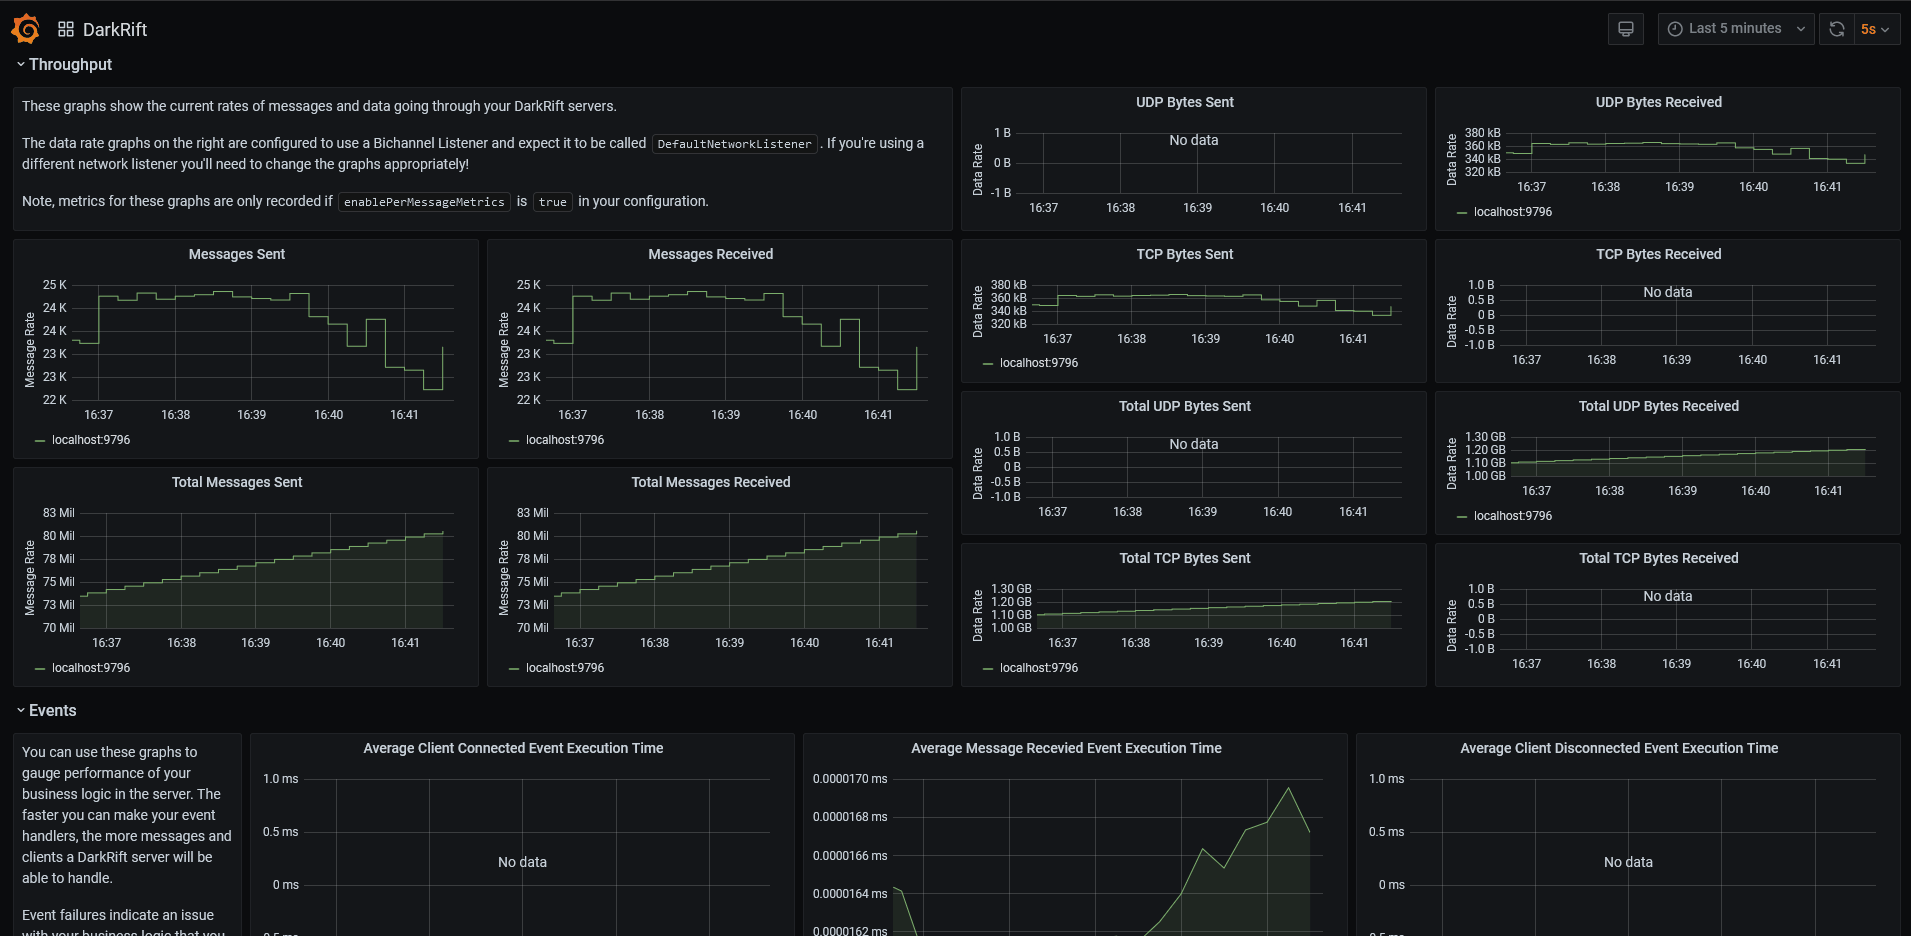 DarkRift
Last 5 minutes
5s
Throughput
These graphs show the current rates of messages and data going through your DarkRift servers.
The data rate graphs on the right are configured to use a Bichannel Listener and expect it to be called DefaultNetworkListener . If you're using a
different network listener you'll need to change the graphs appropriately!
Note, metrics for these graphs are only recorded if enablePerMessageMetrics is true in your configuration.
UDP Bytes Sent
Data Rate
1 B
0 B
-1 B
No data
16:37 16:38 16:39 16:40 16:41
UDP Bytes Received
Data Rate
380 kB
360 kB
340 kB
320 kB
16:37 16:38 16:39 16:40 16:41
localhost:9796
Messages Sent
Message Rate
25 K
24 K
24 K
23 K
23 K
22 K
16:37 16:38 16:39 16:40 16:41
localhost:9796
Messages Received
Message Rate
25 K
24 K
24 K
23 K
23 K
22 K
16:37 16:38 16:39 16:40 16:41
localhost:9796
TCP Bytes Sent
Data Rate
380 kB
360 kB
340 kB
320 kB
16:37 16:38 16:39 16:40 16:41
localhost:9796
TCP Bytes Received
Data Rate
1.0 B
0.5 B
0 B
-0.5 B
-1.0 B
No data
16:37 16:38 16:39 16:40 16:41
Total UDP Bytes Sent
Data Rate
1.0 B
0.5 B
0 B
-0.5 B
-1.0 B
No data
16:37 16:38 16:39 16:40 16:41
Total UDP Bytes Received
Data Rate
1.30 GB
1.20 GB
1.10 GB
1.00 GB
16:37 16:38 16:39 16:40 16:41
localhost:9796
Total Messages Sent
Message Rate
83 Mil
80 Mil
78 Mil
75 Mil
73 Mil
70 Mil
16:37 16:38 16:39 16:40 16:41
localhost:9796
Total Messages Received
Message Rate
83 Mil
80 Mil
78 Mil
75 Mil
73 Mil
70 Mil
16:37 16:38 16:39 16:40 16:41
localhost:9796
Total TCP Bytes Sent
Data Rate
1.30 GB
1.20 GB
1.10 GB
1.00 GB
16:37 16:38 16:39 16:40 16:41
localhost:9796
Total TCP Bytes Received
Data Rate
1.0 B
0.5 B
0 B
-0.5 B
-1.0 B
No data
16:37 16:38 16:39 16:40 16:41
Events
You can use these graphs to
gauge performance of your
business logic in the server. The
faster you can make your event
handlers, the more messages and
clients a DarkRift server will be
able to handle.
Event failures indicate an issue
with your business logic that you
Average Client Connected Event Execution Time
1.0 ms
0.5 ms
0 ms
-0.5 ms
No data
Average Message Recevied Event Execution Time
0.0000170 ms
0.0000168 ms
0.0000166 ms
0.0000164 ms
0.0000162 ms
Average Client Disconnected Event Execution Time
1.0 ms
0.5 ms
0 ms
-0.5 ms
No data